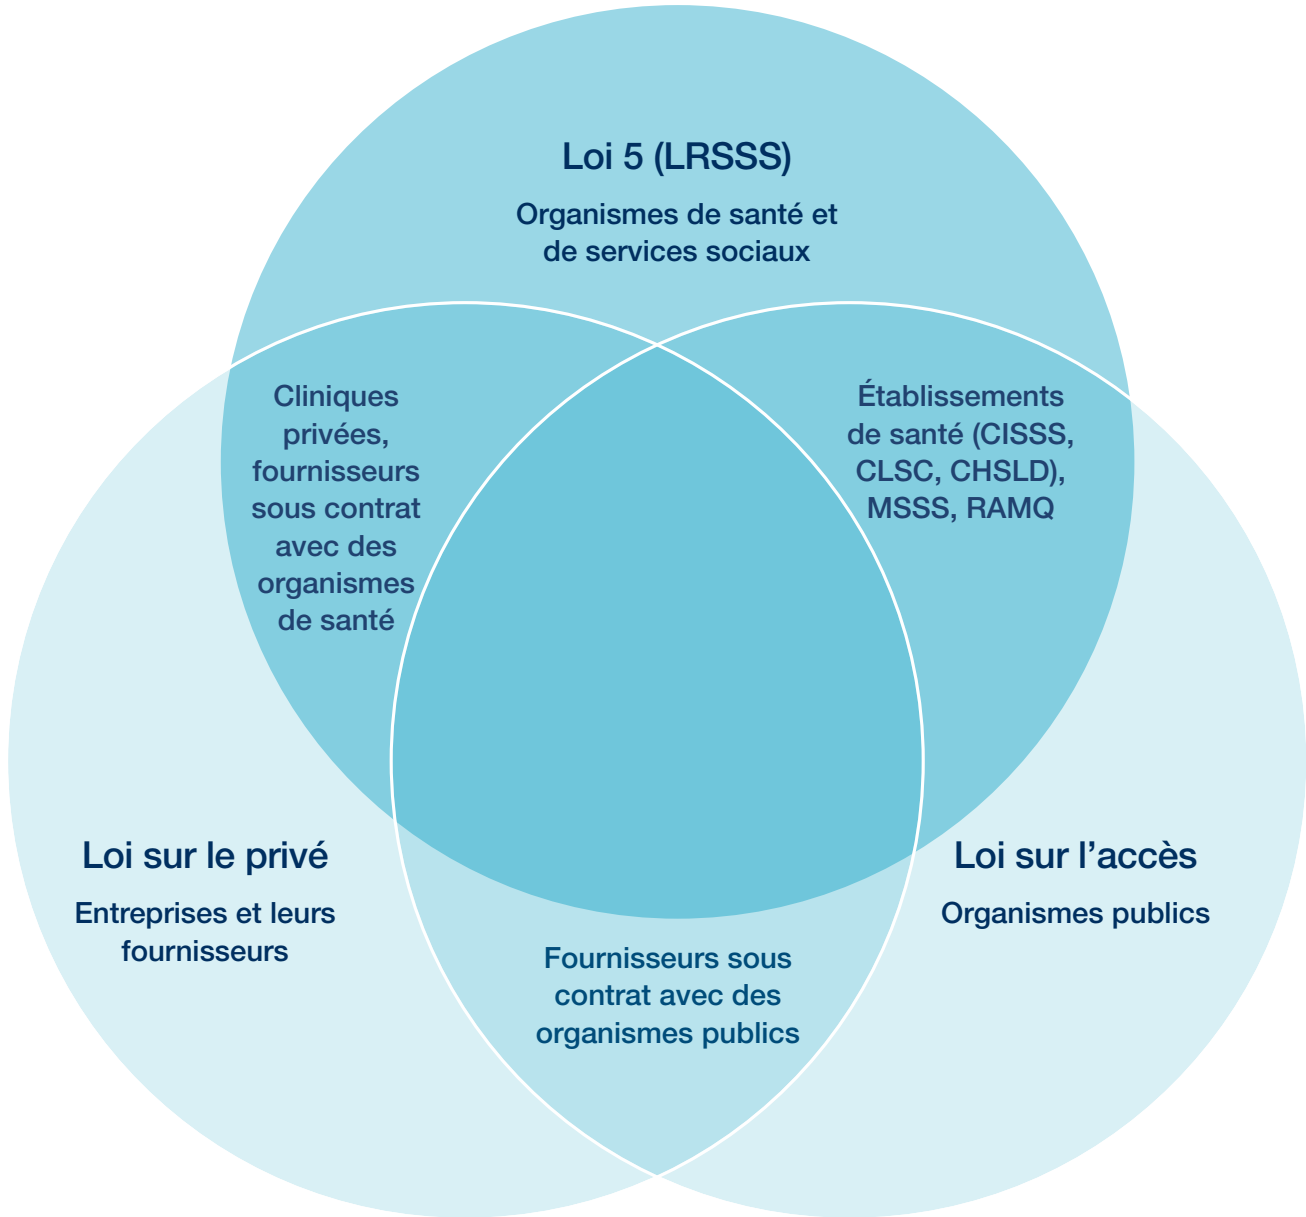 Loi 5 (LRSSS)
Organismes de santé et
de services sociaux
Cliniques
privées,
fournisseurs
sous contrat
avec des
organismes
de santé
Établissements
de santé (CISSS,
CLSC, CHSLD),
MSSS, RAMQ
Loi sur le privé
Entreprises et leurs
fournisseurs
Loi sur l’accès
Organismes publics
Fournisseurs sous
contrat avec des
organismes publics